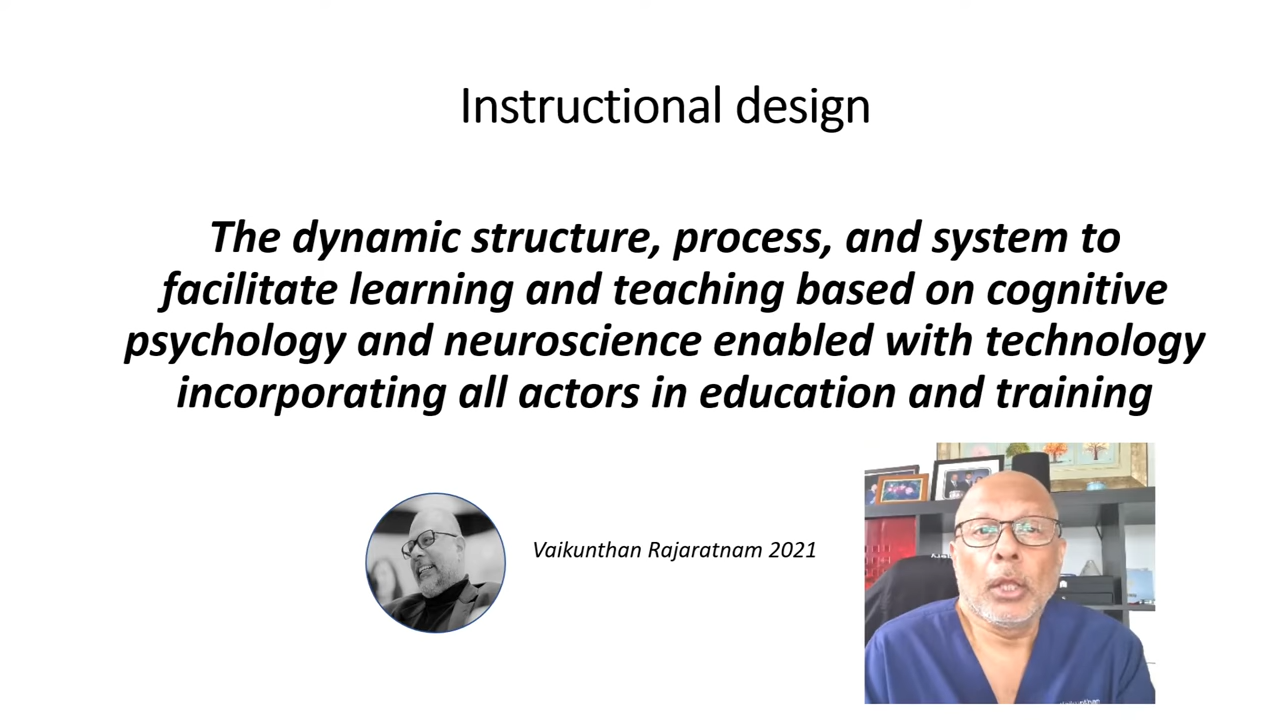 Instructional design
The dynamic structure, process, and system to
facilitate learning and teaching based on cognitive
psychology and neuroscience enabled with technology
incorporating all actors in education and training
Vaikunthan Rajaratnam 2021